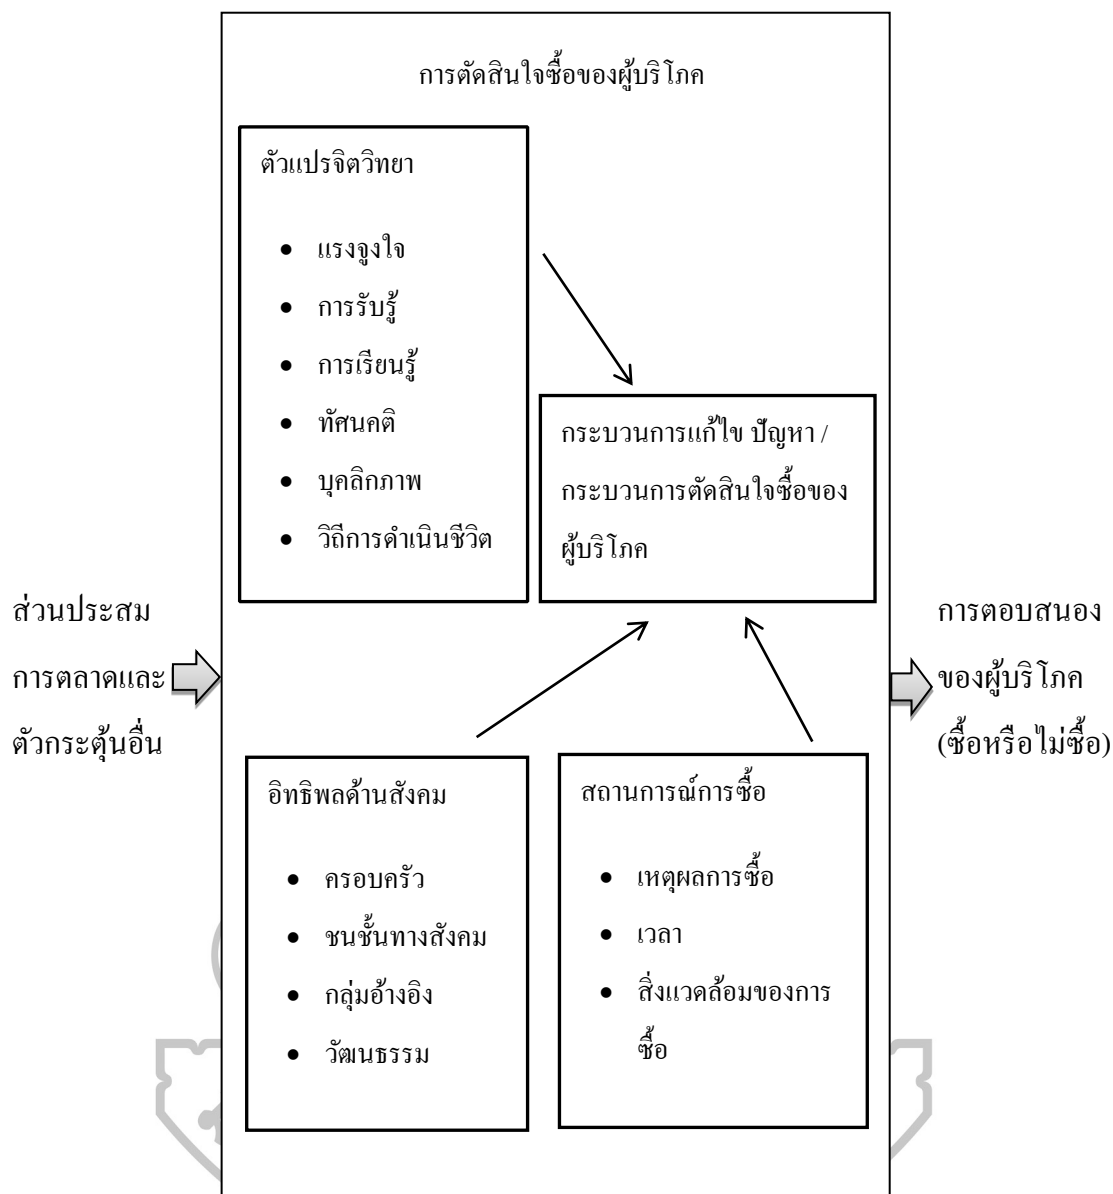 การตัดสินใจซื้อของผู้บริโภค
ตัวแปรจิตวิทยา
• แรงจูงใจ
• การรับรู้
• การเรียนรู้
• ทัศนคติ
• บุคลิกภาพ
• วิถีการดำเนินชีวิต
กระบวนการแก้ไข ปัญหา /
กระบวนการตัดสินใจซื้อของ
ผู้บริโภค
ส่วนประสม
การตลาดและ
ตัวกระตุ้นอื่น
การตอบสนอง
ของผู้บริโภค
(ซื้อหรือไม่ซื้อ)
อิทธิพลด้านสังคม
• ครอบครัว
• ชนชั้นทางสังคม
• กลุ่มอ้างอิง
• วัฒนธรรม
สถานการณ์การซื้อ
• เหตุผลการซื้อ
• เวลา
• สิ่งแวดล้อมของการ
ซื้อ